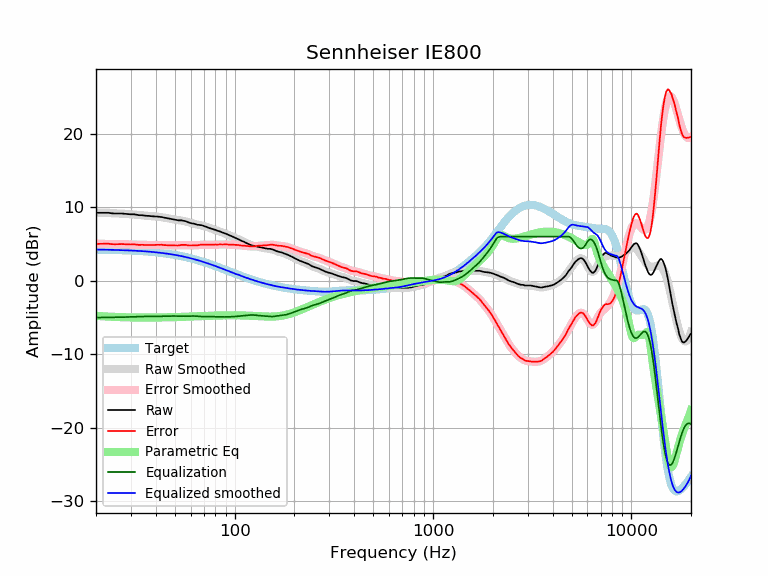 Sennheiser IE800
Amplitude (dBr)
20
10
0
−10
−20
−30
Target
Raw Smoothed
Error Smoothed
Raw
Error
Parametric Eq
Equalization
Equalized smoothed
100
1000
10000
Frequency (Hz)